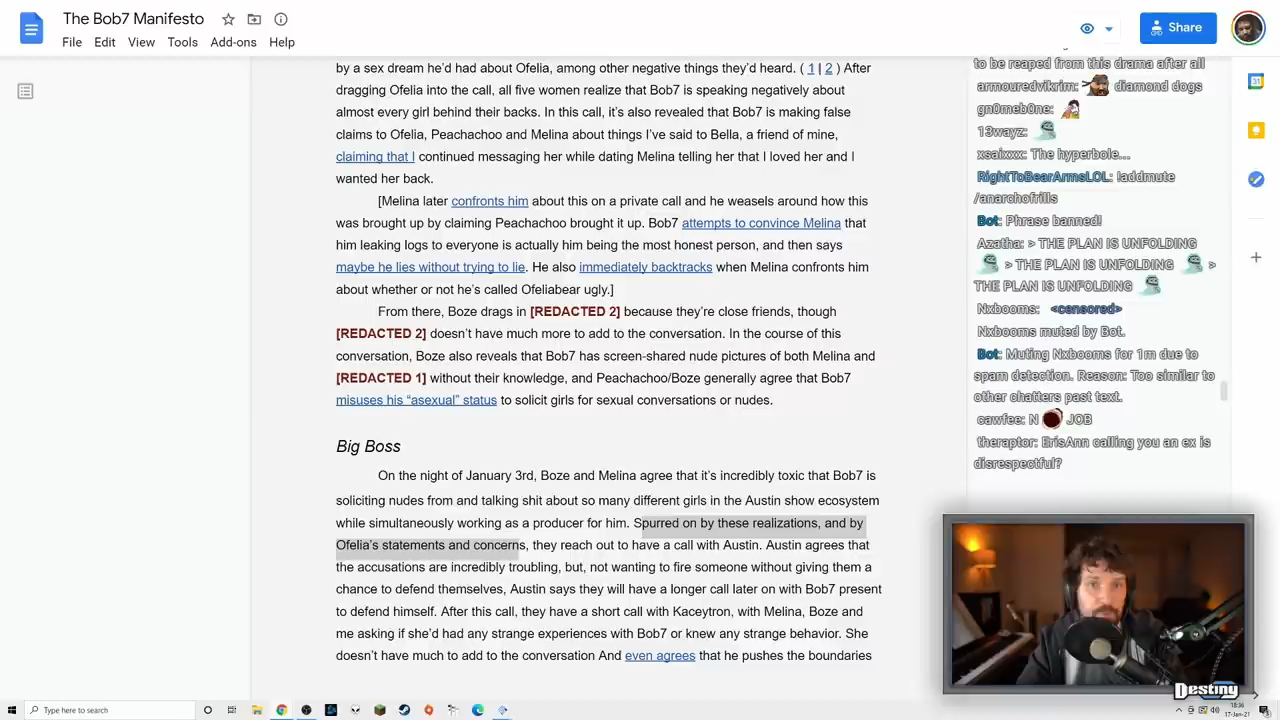 The Bob7 Manifesto
File Edit View Tools Add-ons Help
Share
by a sex dream he'd had about Ofelia, among other negative things they'd heard. ( 1 | 2 ) After
dragging Ofelia into the call, all five women realize that Bob7 is speaking negatively about
almost every girl behind their backs. In this call, it's also revealed that Bob7 is making false
claims to Ofelia, Peachachoo and Melina about things I've said to Bella, a friend of mine,
claiming that I continued messaging her while dating Melina telling her that I loved her and I
wanted her back.
[Melina later confronts him about this on a private call and he weasels around how this
was brought up by claiming Peachachoo brought it up. Bob7 attempts to convince Melina that
him leaking logs to everyone is actually him being the most honest person, and then says
maybe he lies without trying to lie. He also immediately backtracks when Melina confronts him
about whether or not he's called Ofeliabear ugly.]
From there, Boze drags in [REDACTED 2] because they're close friends, though
[REDACTED 2] doesn't have much more to add to the conversation. In the course of this
conversation, Boze also reveals that Bob7 has screen-shared nude pictures of both Melina and
[REDACTED 1] without their knowledge, and Peachachoo/Boze generally agree that Bob7
misuses his "asexual" status to solicit girls for sexual conversations or nudes.
Big Boss
On the night of January 3rd, Boze and Melina agree that it's incredibly toxic that Bob7 is
soliciting nudes from and talking shit about so many different girls in the Austin show ecosystem
while simultaneously working as a producer for him. Spurred on by these realizations, and by
Ofelia's statements and concerns, they reach out to have a call with Austin. Austin agrees that
the accusations are incredibly troubling, but, not wanting to fire someone without giving them a
chance to defend themselves, Austin says they will have a longer call later on with Bob7 present
to defend himself. After this call, they have a short call with Kaceytron, with Melina, Boze and
me asking if she'd had any strange experiences with Bob7 or knew any strange behavior. She
doesn't have much to add to the conversation And even agrees that he pushes the boundaries
to be reaped from this drama after all
armouredvikrim: diamond dogs
gn0meb0ne:
13wayz:
xsaixxx: The hyperbole...
RightToBearArmsLOL: !addmute
/anarchofrills
Bot: Phrase banned!
Azatha: > THE PLAN IS UNFOLDING
> THE PLAN IS UNFOLDING >
THE PLAN IS UNFOLDING
Nxbooms: <censored>
Nxbooms muted by Bot.
Bot: Muting Nxbooms for 1m due to
spam detection. Reason: Too similar to
other chatters past text.
cawfee: N JOB
theraptor: ErisAnn calling you an ex is
disrespectful?
Destiny
Type here to search
18:36
17-Jan-21